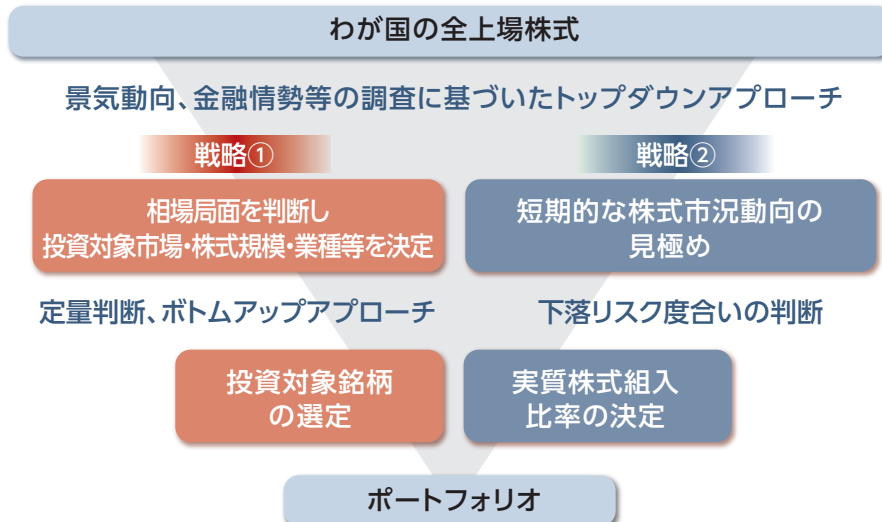 わが国の全上場株式
景気動向、金融情勢等の調査に基づいたトップダウンアプローチ
戦略①
相場局面を判断し
投資対象市場・株式規模・業種等を決定
定量判断、ボトムアップアプローチ
投資対象銘柄
の選定
戦略②
短期的な株式市況動向の
見極め
下落リスク度合いの判断
実質株式組入
比率の決定
ポートフォリオ